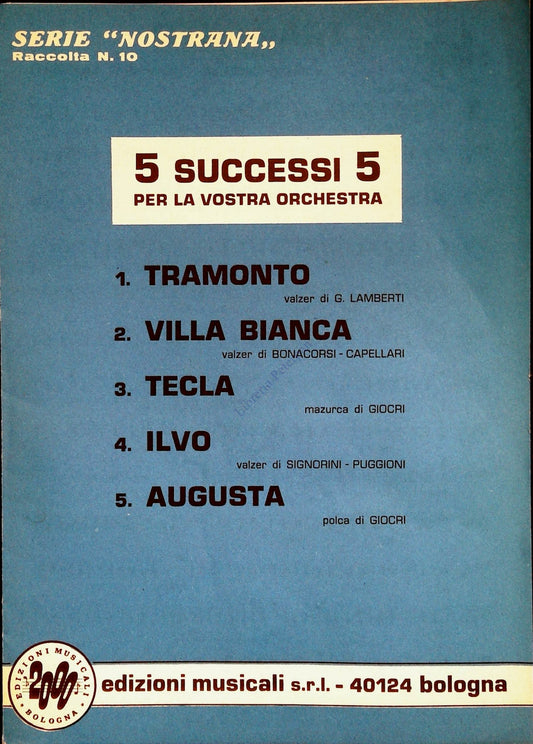 SERIE “NOSTRANA„
Raccolta N. 10
5 SUCCESSI 5
PER LA VOSTRA ORCHESTRA
1. TRAMONTO
valzer di G. LAMBERTI
2. VILLA BIANCA
valzer di BONACORSI - CAPELLARI
3. TECLA
mazurca di GIOCRI
4. ILVO
valzer di SIGNORINI - PUGGIONI
5. AUGUSTA
polca di GIOCRI
EDIZIONI MUSICALI
2000
BOLOGNA
edizioni musicali s.r.l. - 40124 bologna